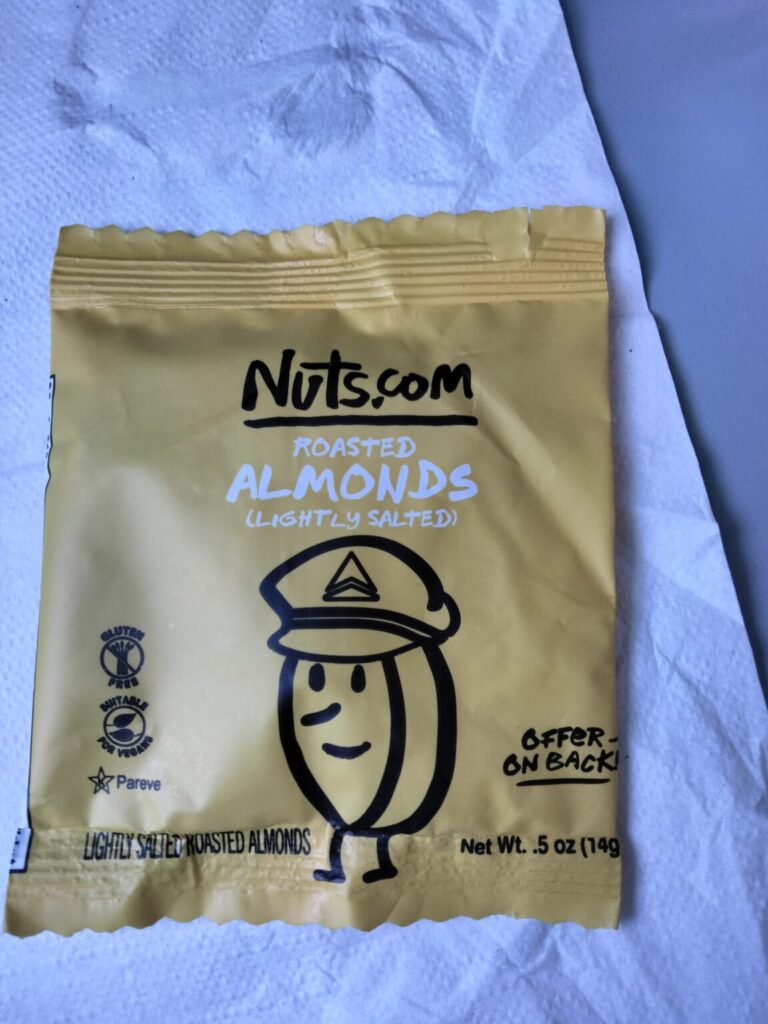 Nuts.com
ROASTED
ALMONDS
(LIGHTLY SALTED)
GLUTEN
FREE
SUITABLE
FOR VEGANS
K Pareve
OFFER
ON BACK!
LIGHTLY SALTED ROASTED ALMONDS
Net Wt. .5 oz (14g